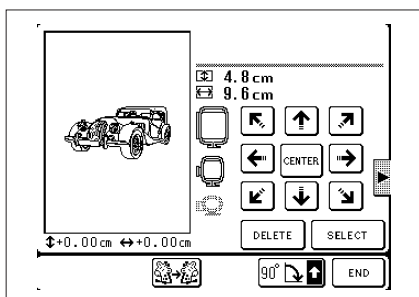 4.8cm
9.6cm
CENTER
DELETE SELECT
+0.00cm +0.00cm
90° END